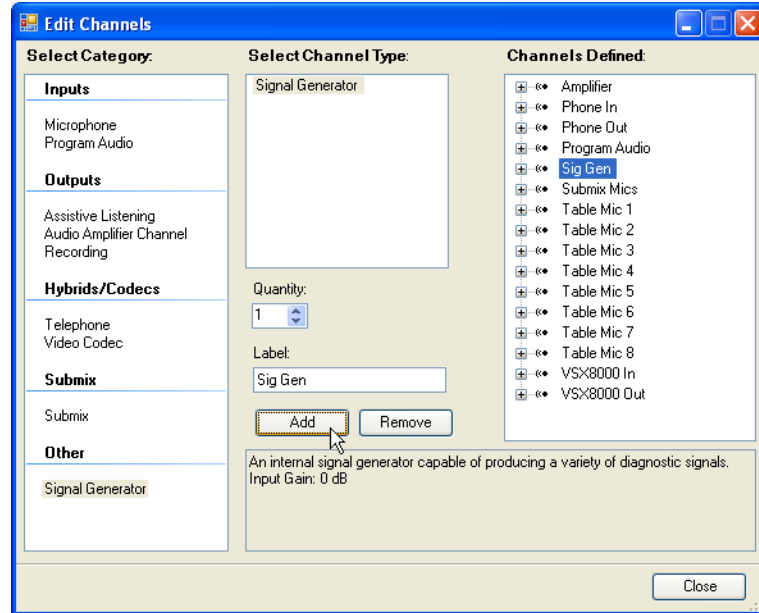 Edit Channels
Select Category:
Inputs
Microphone
Program Audio
Outputs
Assistive Listening
Audio Amplifier Channel
Recording
Hybrids/Codecs
Telephone
Video Codec
Submix
Submix
Other
Signal Generator
Select Channel Type:
Signal Generator
Quantity:
1
Label:
Sig Gen
Add
Remove
Channels Defined:
Amplifier
Phone In
Phone Out
Program Audio
Sig Gen
Submix Mics
Table Mic 1
Table Mic 2
Table Mic 3
Table Mic 4
Table Mic 5
Table Mic 6
Table Mic 7
Table Mic 8
VSX8000 In
VSX8000 Out
An internal signal generator capable of producing a variety of diagnostic signals.
Input Gain: 0 dB
Close